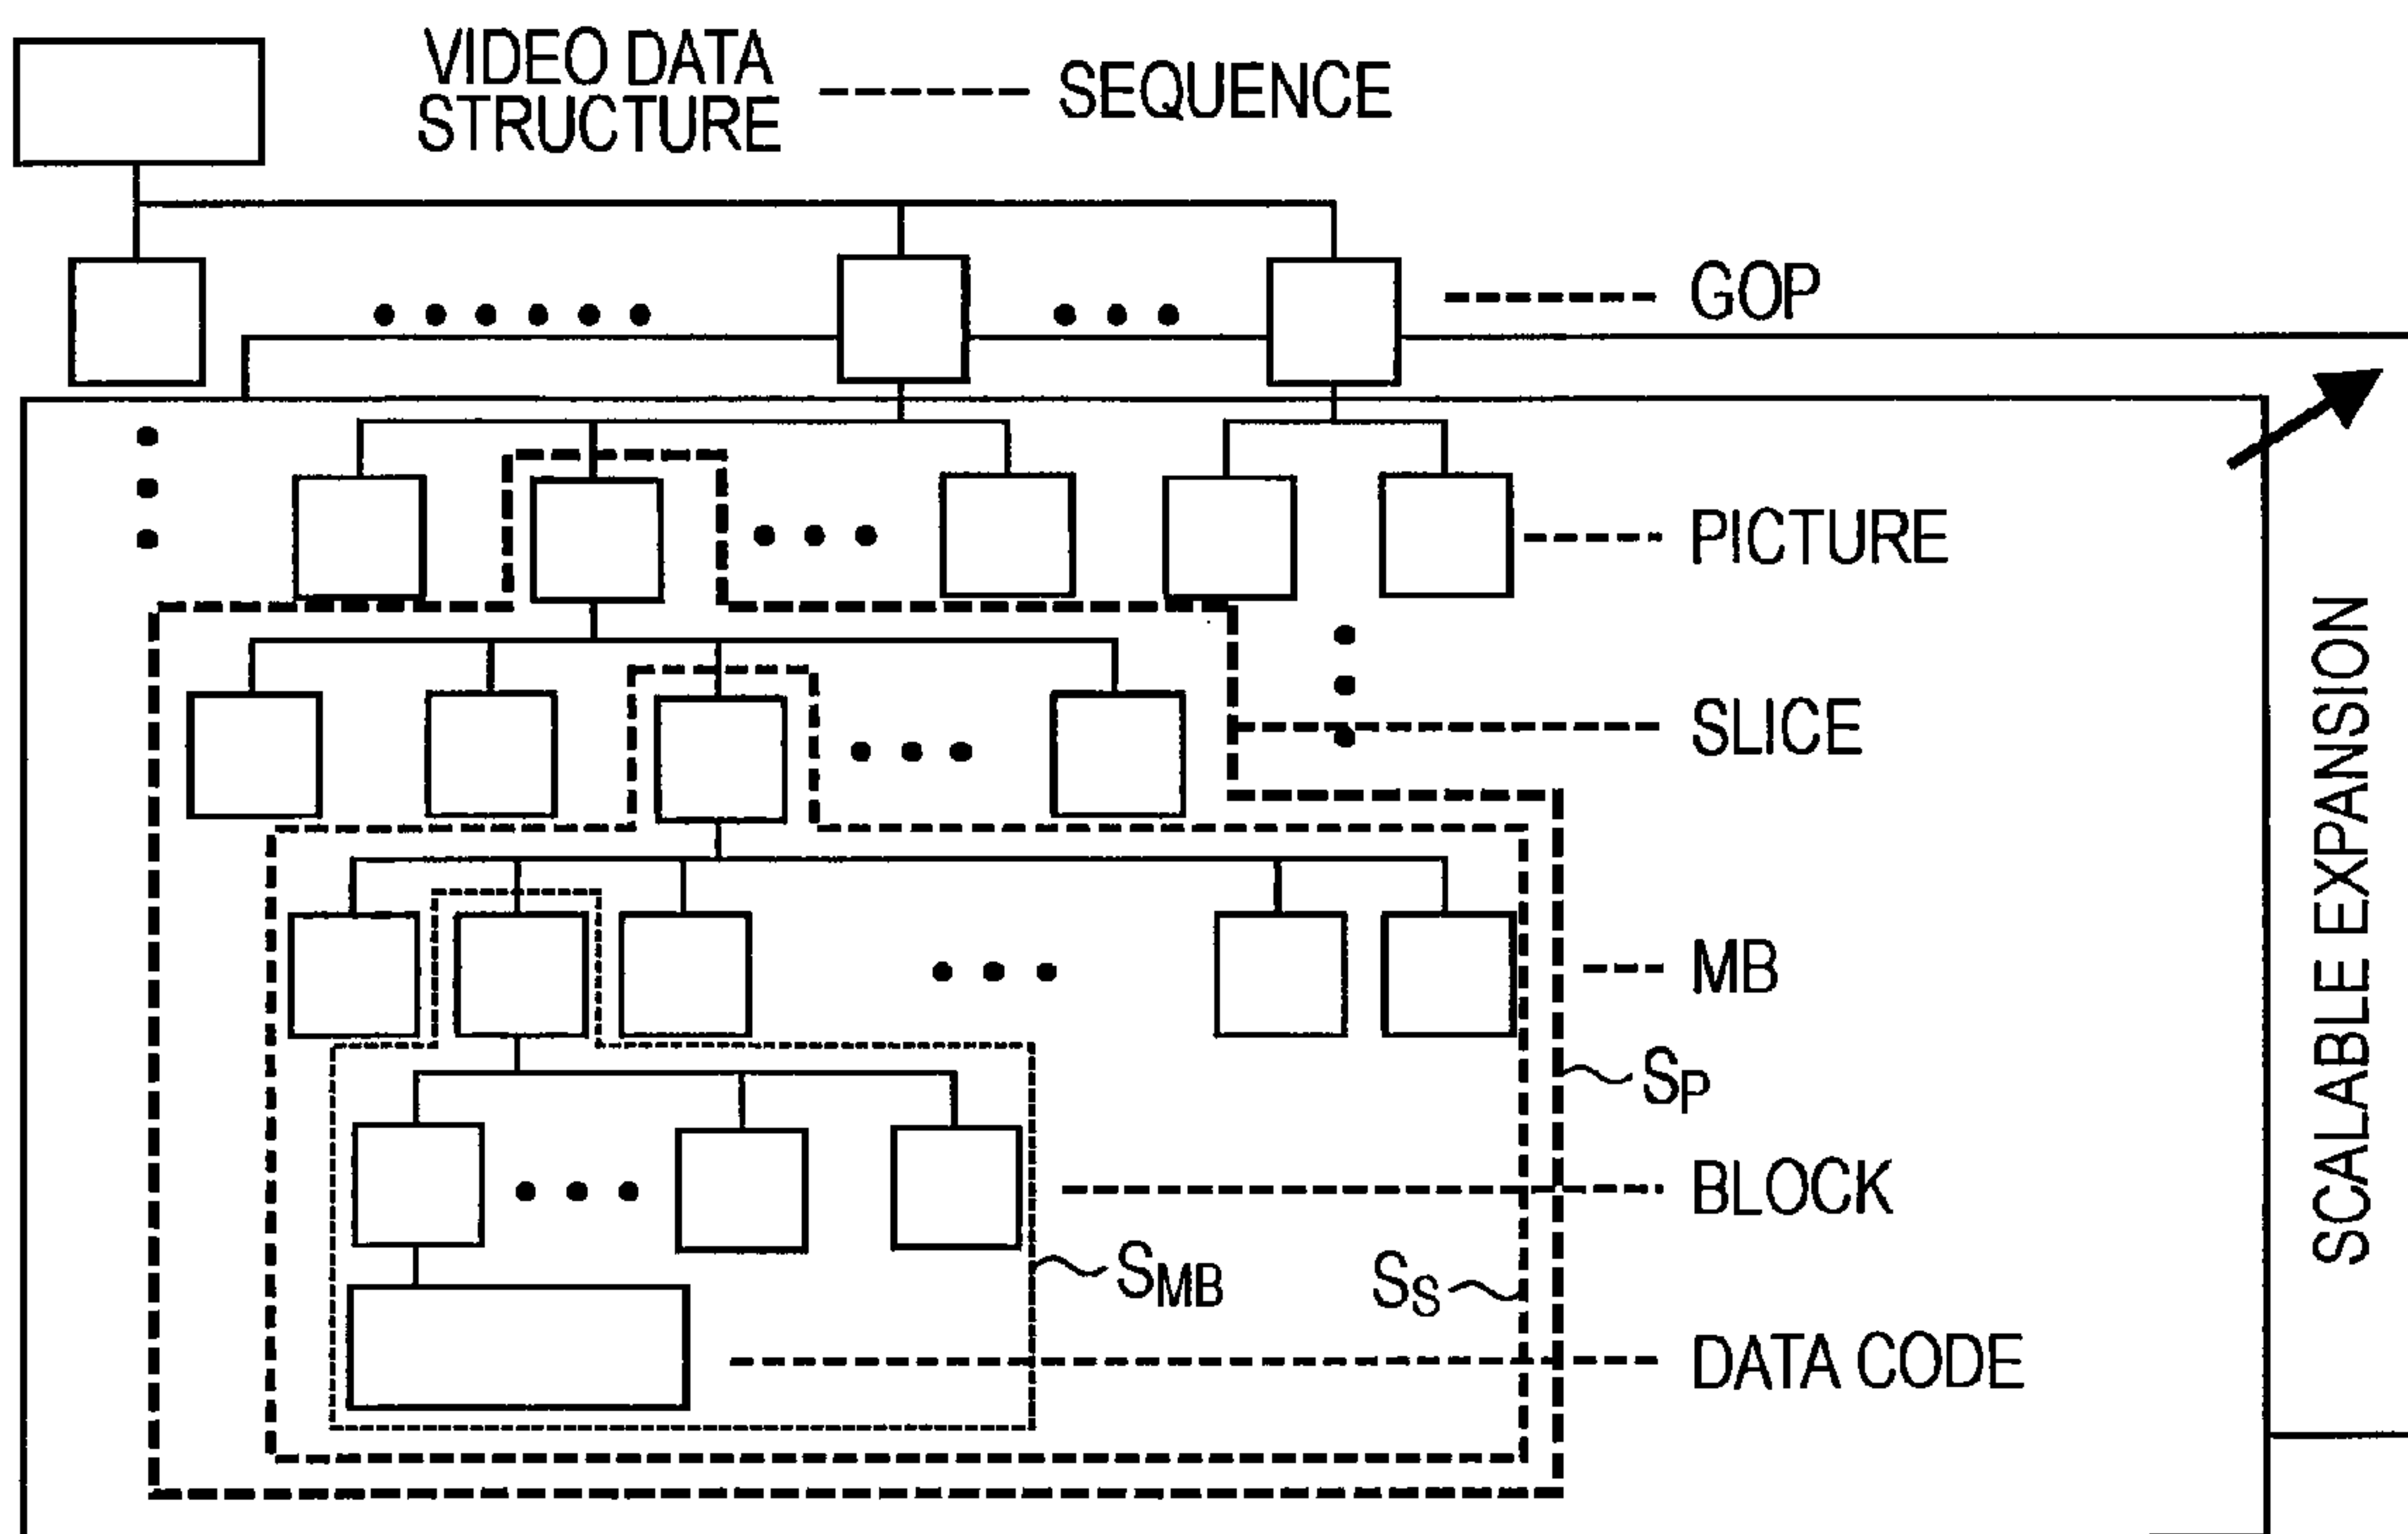 VIDEO DATA
STRUCTURE
SEQUENCE
GOP
PICTURE
SLICE
MB
SP
BLOCK
SMB
SS
DATA CODE
SCALABLE EXPANSION